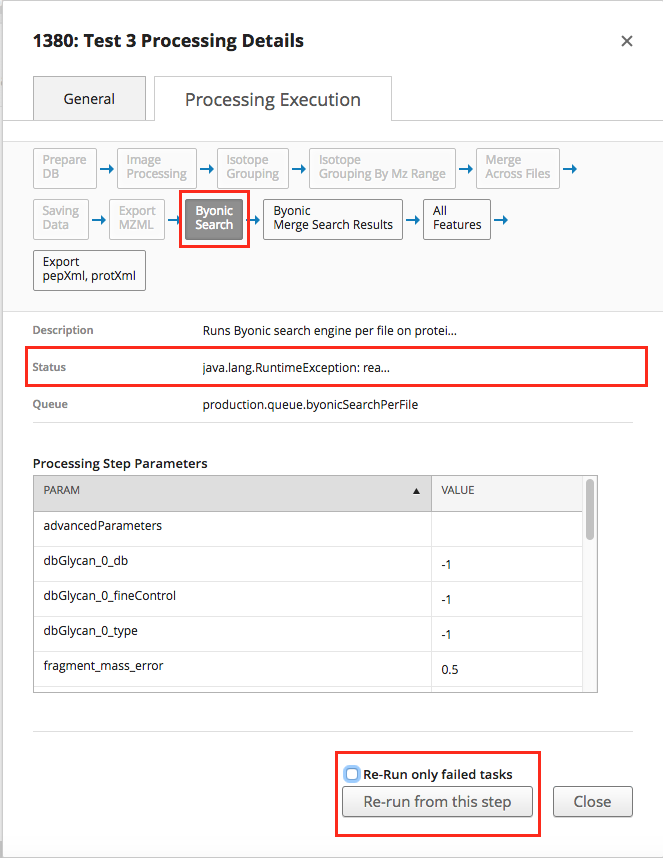 1380: Test 3 Processing Details
General
Processing Execution
Prepare
DB
Image
Processing
Isotope
Grouping
Isotope
Grouping By Mz Range
Merge
Across Files
Saving
Data
Export
MZML
Byonic
Search
Byonic
Merge Search Results
All
Features
Export
pepXml, protXml
Description Runs Byonic search engine per file on protei...
Status java.lang.RuntimeException: rea...
Queue production.queue.byonicSearchPerFile
Processing Step Parameters
PARAM VALUE
advancedParameters
dbGlycan_0_db -1
dbGlycan_0_fineControl -1
dbGlycan_0_type -1
fragment_mass_error 0.5
Re-Run only failed tasks
Re-run from this step
Close